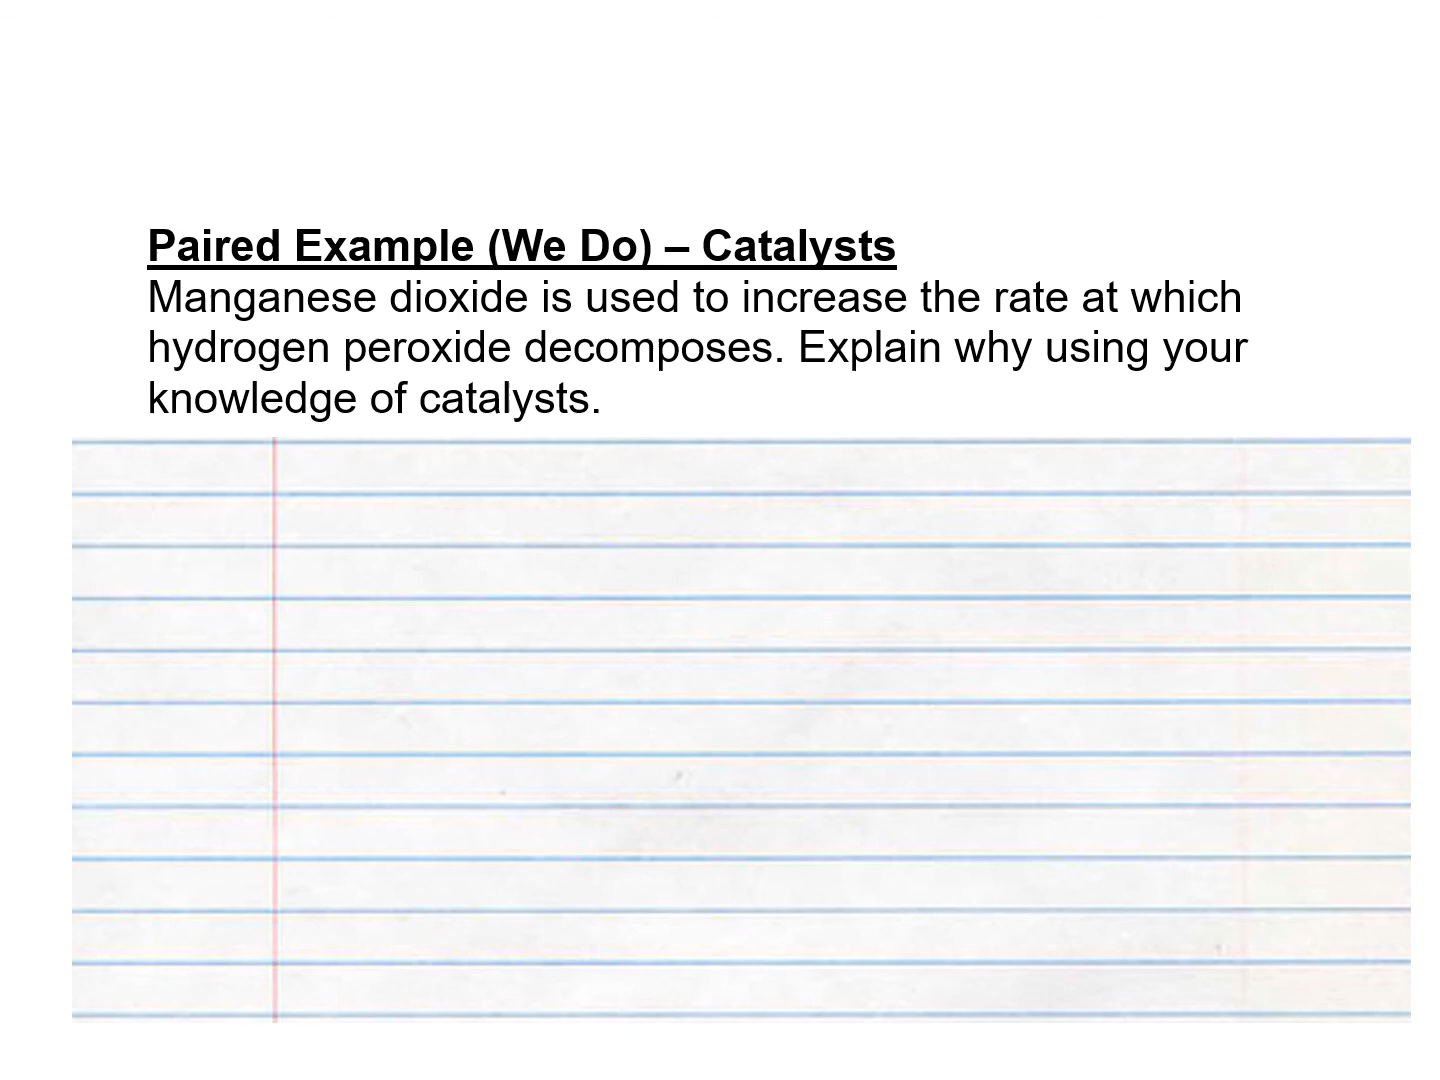 Paired Example (We Do) – Catalysts
Manganese dioxide is used to increase the rate at which
hydrogen peroxide decomposes. Explain why using your
knowledge of catalysts.